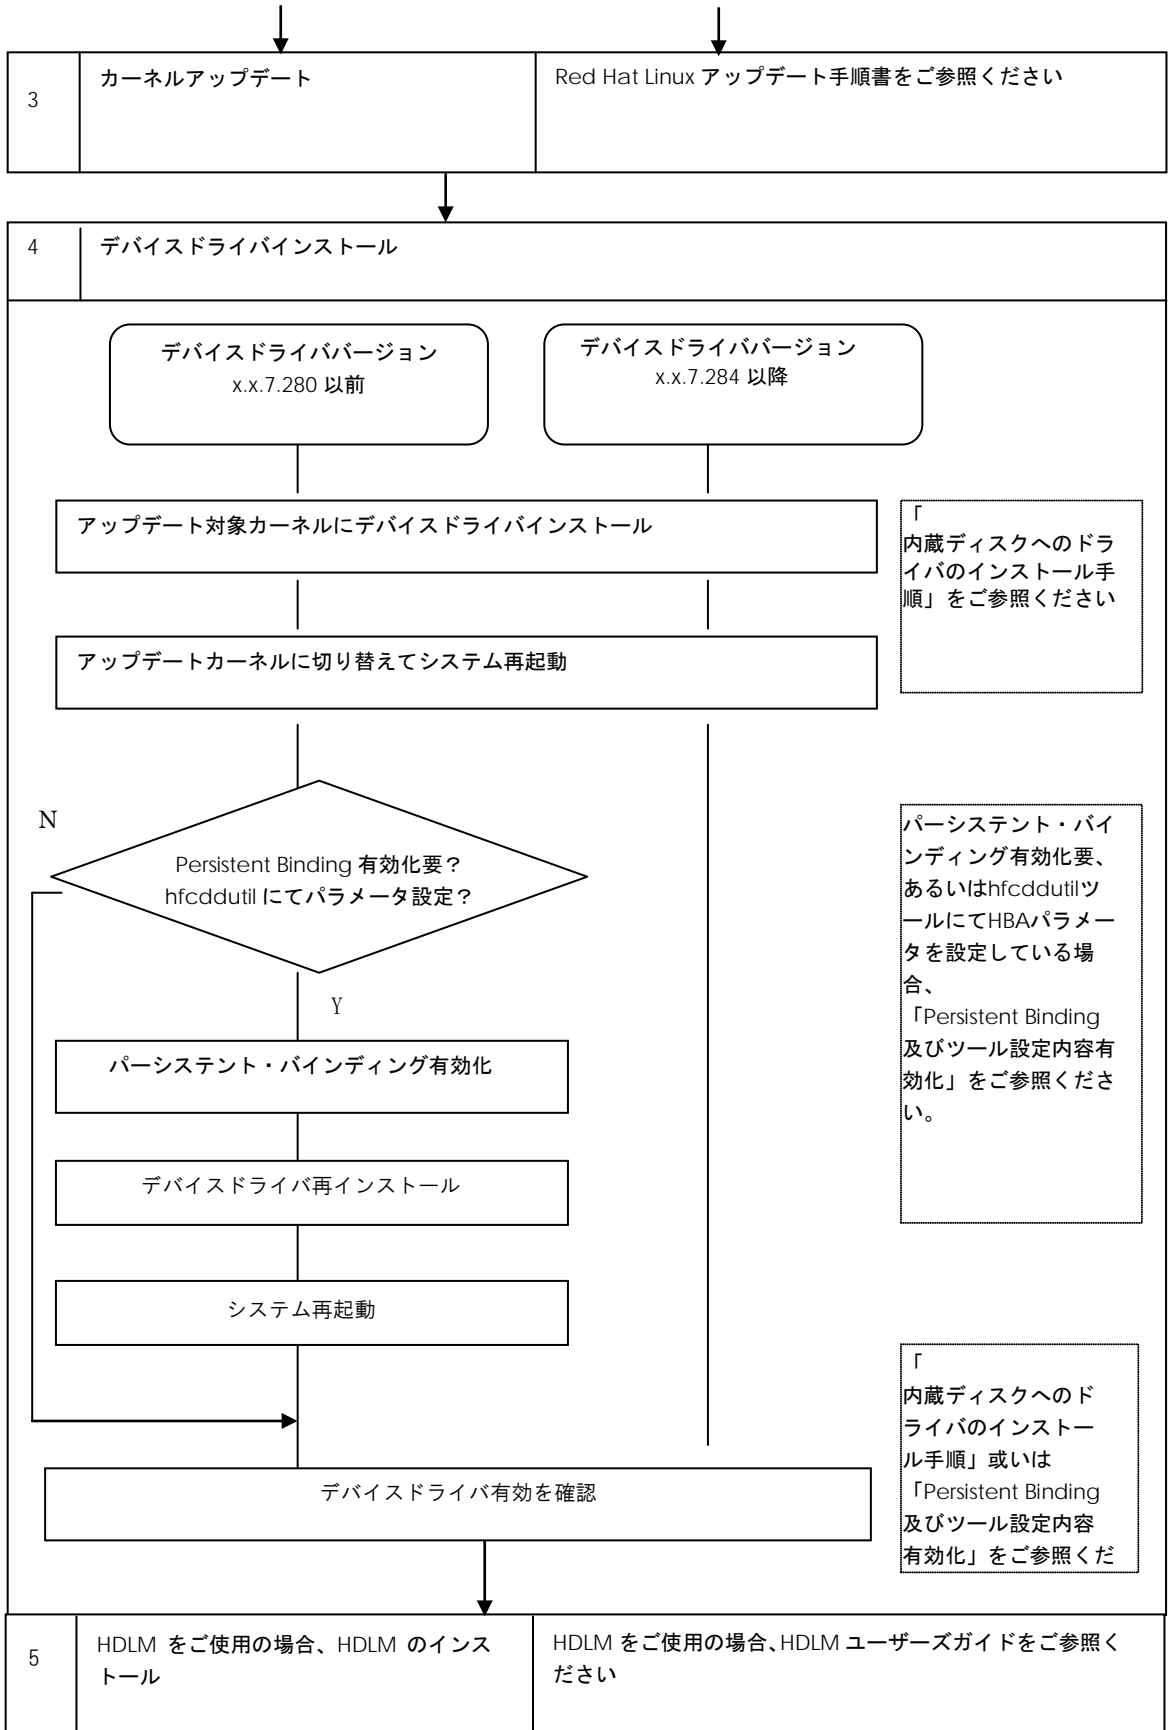 3
カーネルアップデート
Red Hat Linux アップデート手順書をご参照ください
4
デバイスドライバインストール
デバイスドライババージョン
x.x.7.280 以前
デバイスドライババージョン
x.x.7.284 以降
アップデート対象カーネルにデバイスドライバインストール
「
内蔵ディスクへのドラ
イバのインストール手
順」をご参照ください
アップデートカーネルに切り替えてシステム再起動
N
Persistent Binding 有効化要？
hfcddutil にてパラメータ設定？
Y
パーシステント・バイ
ンディング有効化要、
あるいはhfcddutilツ
ールにてHBAパラメー
タを設定している場
合、
「Persistent Binding
及びツール設定内容有
効化」をご参照くださ
い。
パーシステント・バインディング有効化
デバイスドライバ再インストール
システム再起動
「
内蔵ディスクへのド
ライバのインストー
ル手順」或いは
「Persistent Binding
及びツール設定内容
有効化」をご参照くだ
デバイスドライバ有効を確認
5
HDLM をご使用の場合、HDLM のインス
トール
HDLM をご使用の場合、HDLM ユーザーズガイドをご参照く
ださい